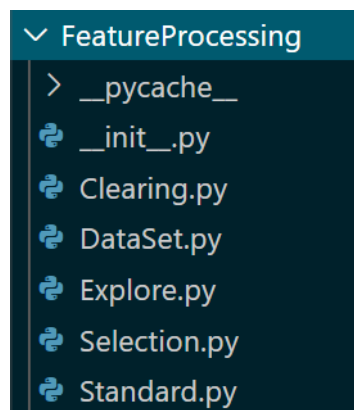 FeatureProcessing
__pycache__
__init__.py
Clearing.py
DataSet.py
Explore.py
Selection.py
Standard.py